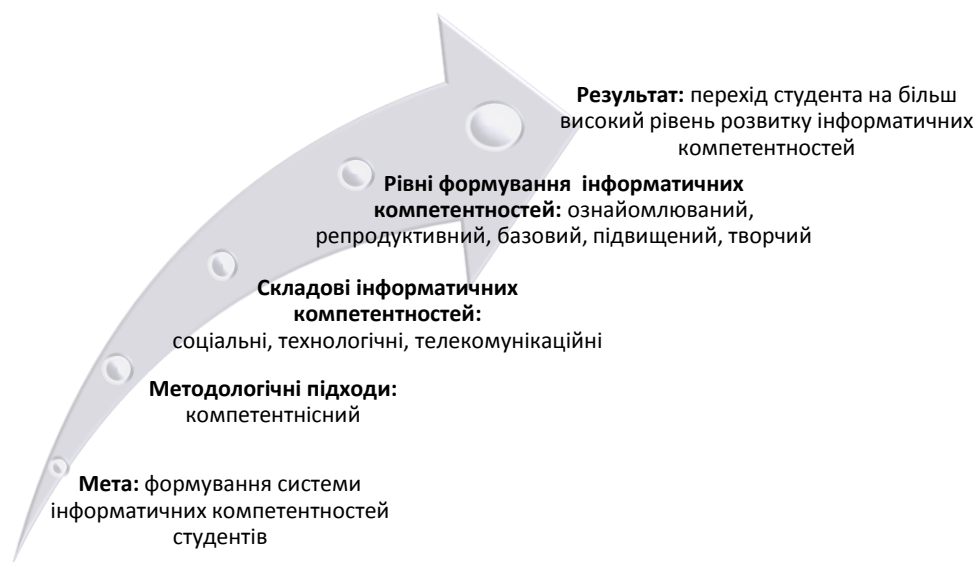 Результат: перехід студента на більш
високий рівень розвитку інформатичних
компетентностей
Рівні формування інформатичних
компетентностей: ознайомлюваний,
репродуктивний, базовий, підвищений, творчий
Складові інформатичних
компетентностей:
соціальні, технологічні, телекомунікаційні
Методологічні підходи:
компетентнісний
Мета: формування системи
інформатичних компетентностей
студентів